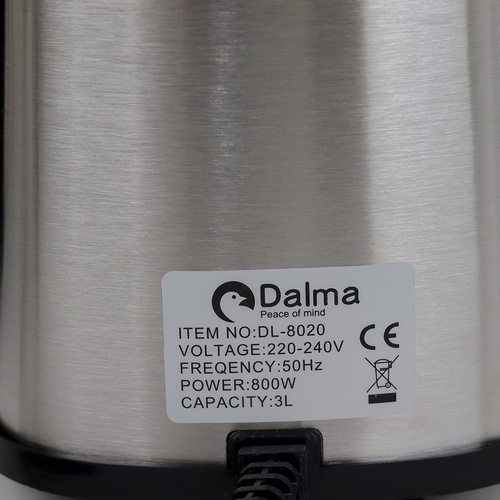 Dalma
Peace of mind
ITEM NO:DL-8020
VOLTAGE:220-240V
FREQENCY:50Hz
POWER:800W
CAPACITY:3L
CE